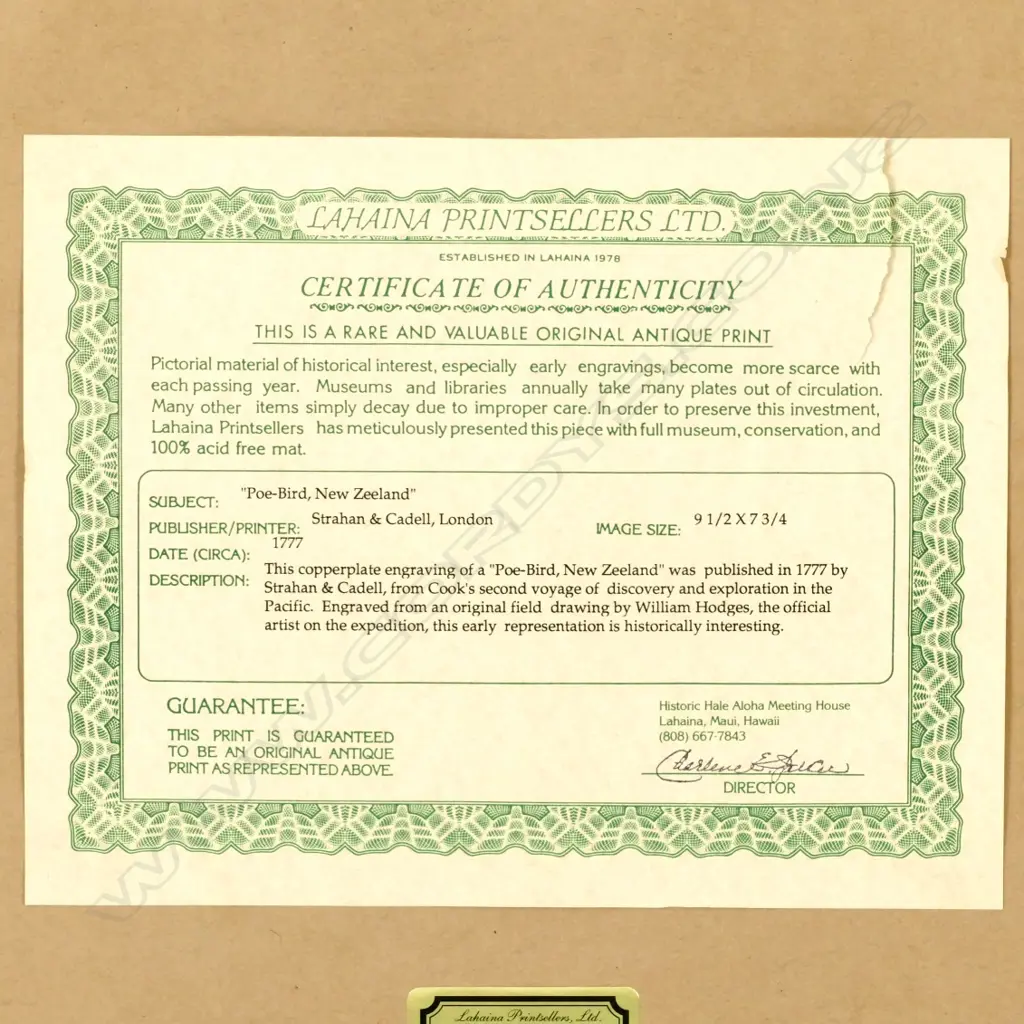 LAHAINA PRINTSELLERS LTD.
ESTABLISHED IN LAHAINA 1978
CERTIFICATE OF AUTHENTICITY
THIS IS A RARE AND VALUABLE ORIGINAL ANTIQUE PRINT
Pictorial material of historical interest, especially early engravings, become more scarce with
each passing year. Museums and libraries annually take many plates out of circulation.
Many other items simply decay due to improper care. In order to preserve this investment,
Lahaina Printsellers has meticulously presented this piece with full museum, conservation, and
100% acid free mat.
SUBJECT: "Poe-Bird, New Zeeland"
PUBLISHER/PRINTER: Strahan & Cadell, London IMAGE SIZE: 9 1/2 X 7 3/4
DATE (CIRCA): 1777
DESCRIPTION: This copperplate engraving of a "Poe-Bird, New Zeeland" was published in 1777 by
Strahan & Cadell, from Cook's second voyage of discovery and exploration in the
Pacific. Engraved from an original field drawing by William Hodges, the official
artist on the expedition, this early representation is historically interesting.
GUARANTEE:
THIS PRINT IS GUARANTEED
TO BE AN ORIGINAL ANTIQUE
PRINT AS REPRESENTED ABOVE.
Historic Hale Aloha Meeting House
Lahaina, Maui, Hawaii
(808) 667-7843
DIRECTOR
Lahaina Printsellers, Ltd.